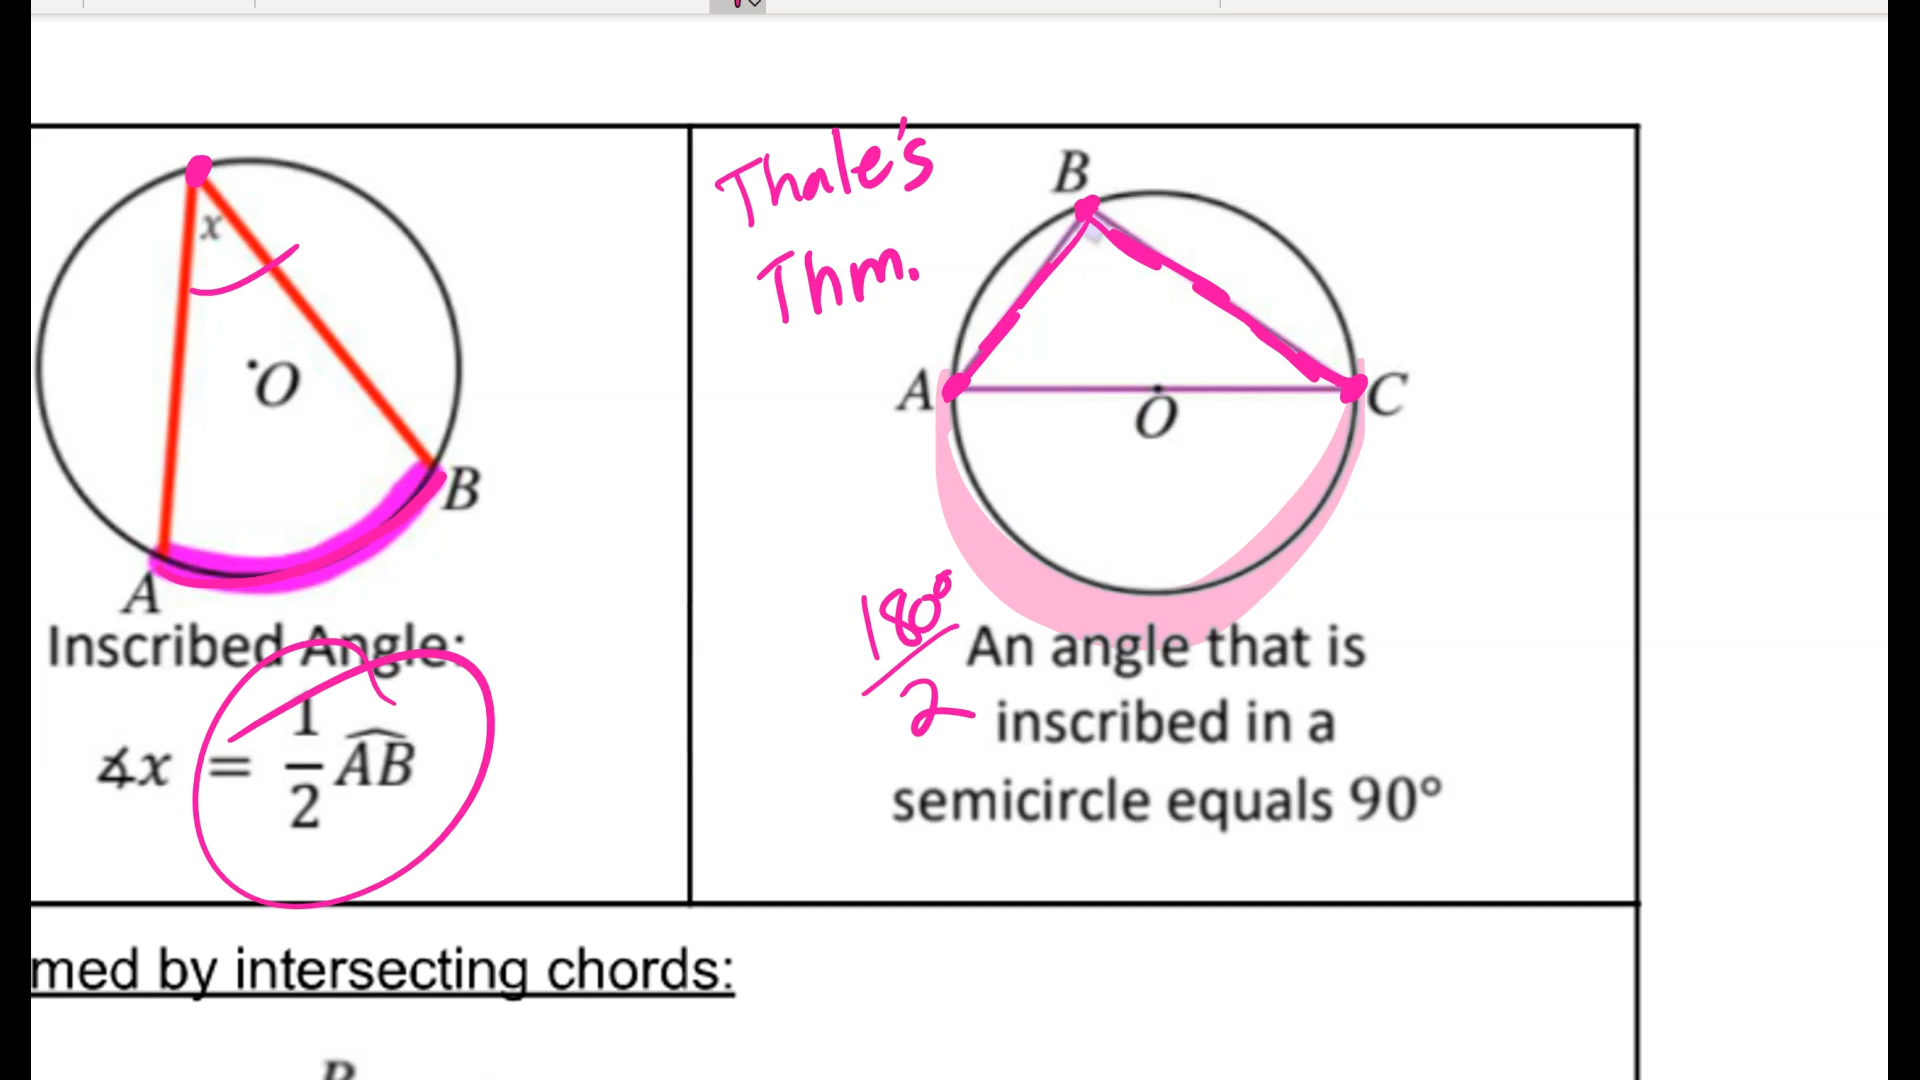 x
O
B
A
Inscribed Angle:
∡x = 1/2 AB
Thale's
Thm.
B
A
O
C
180°/2
An angle that is
inscribed in a
semicircle equals 90°
med by intersecting chords:
B